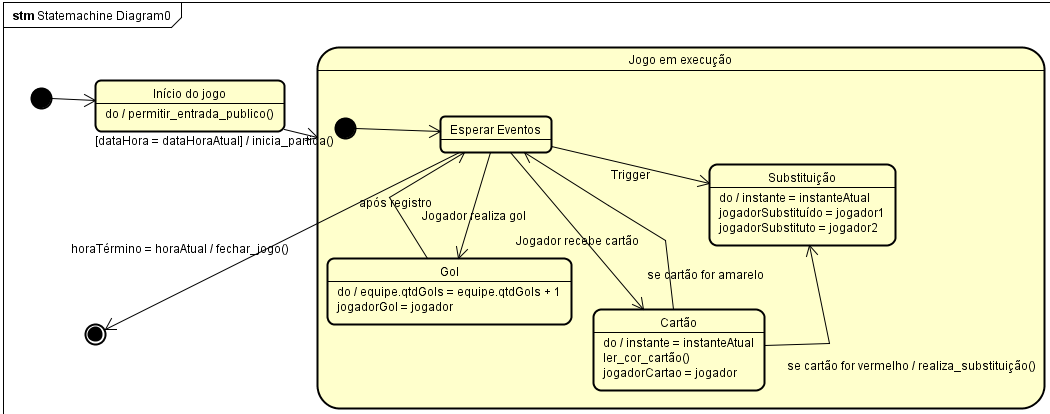 stm Statemachine Diagram0
Jogo em execução
Início do jogo
do / permitir_entrada_publico()
[dataHora = dataHoraAtual] / inicia_partida()
Esperar Eventos
Trigger
Substituição
do / instante = instanteAtual
jogadorSubstituído = jogador1
jogadorSubstituto = jogador2
após registro
Jogador realiza gol
Jogador recebe cartão
horaTérmino = horaAtual / fechar_jogo()
Gol
do / equipe.qtdGols = equipe.qtdGols + 1
jogadorGol = jogador
se cartão for amarelo
Cartão
do / instante = instanteAtual
ler_cor_cartão()
jogadorCartao = jogador
se cartão for vermelho / realiza_substituição()